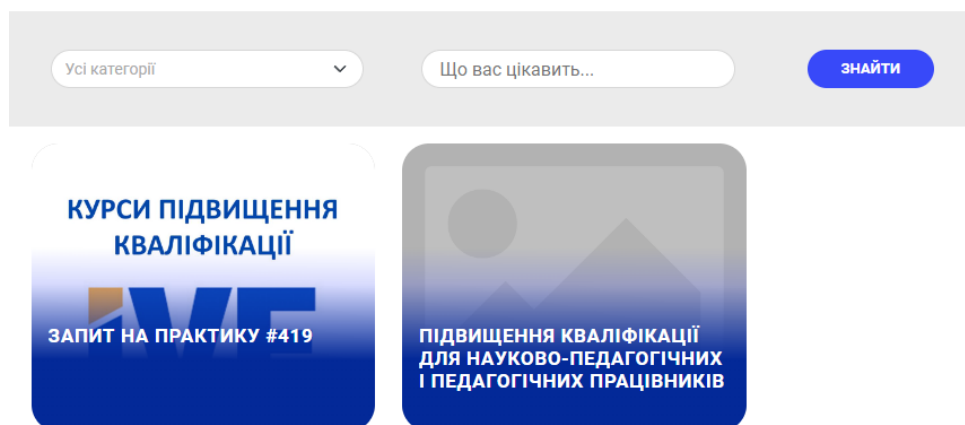 Усі категорії
Що вас цікавить...
ЗНАЙТИ
КУРСИ ПІДВИЩЕННЯ
КВАЛІФІКАЦІЇ
IVE
ЗАПИТ НА ПРАКТИКУ #419
ПІДВИЩЕННЯ КВАЛІФІКАЦІЇ
ДЛЯ НАУКОВО-ПЕДАГОГІЧНИХ
І ПЕДАГОГІЧНИХ ПРАЦІВНИКІВ